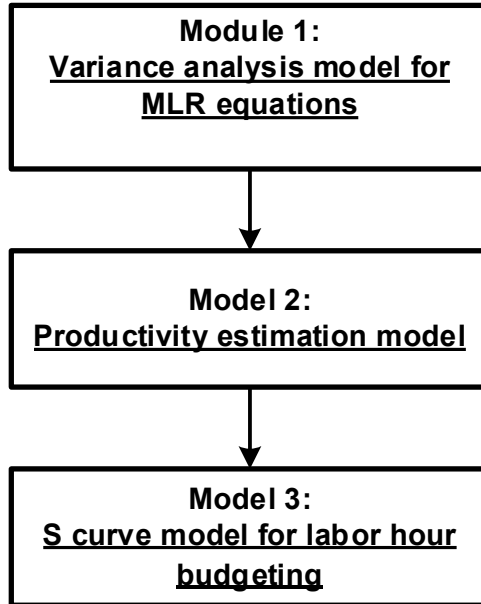 Module 1:
Variance analysis model for
MLR equations
Model 2:
Productivity estimation model
Model 3:
S curve model for labor hour
budgeting